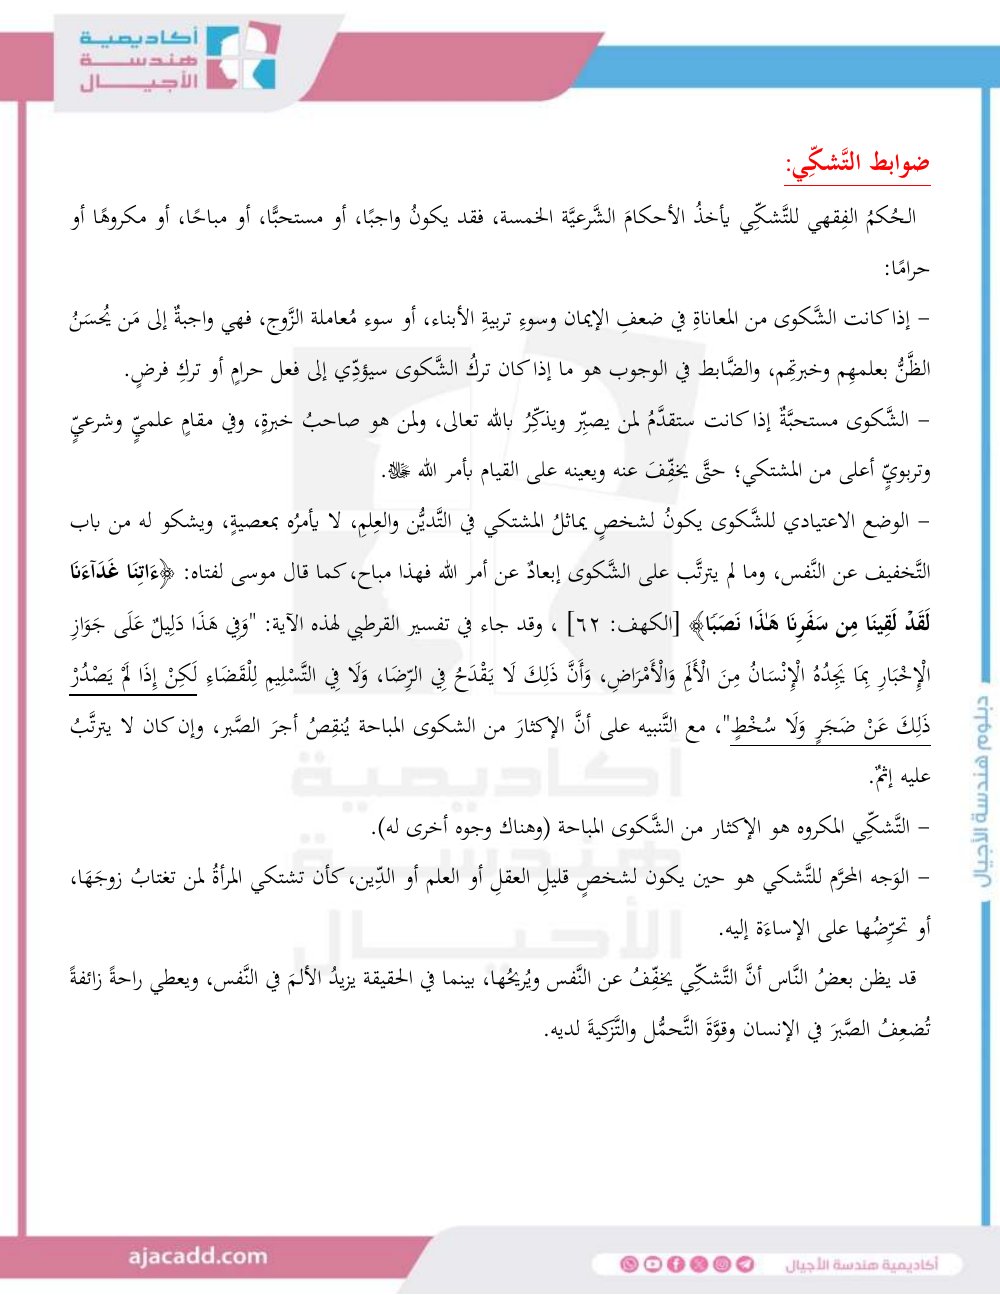 أكاديمية
هندسة
الأجيال
ضوابط التَّشكِّي:
الحُكمُ الفِقهي للتَّشكِّي يأخذُ الأحكامَ الشَّرعيَّة الخمسة، فقد يكونُ واجبًا، أو مستحبًّا، أو مباحًا، أو مكروهًا أو
حرامًا:
– إذا كانت الشَّكوى من المعاناةِ في ضعفِ الإيمان وسوءِ تربيةِ الأبناء، أو سوء مُعاملة الزَّوج، فهي واجبةٌ إلى مَن يُحسَنُ
الظَّنُّ بعلمهِم وخبرتِهم، والضَّابط في الوجوب هو ما إذا كان تركُ الشَّكوى سيؤدِّي إلى فعل حرامٍ أو تركِ فرضٍ.
– الشَّكوى مستحبَّةٌ إذا كانت ستقدَّمُ لمن يصبِّر ويذكِّرُ بالله تعالى، ولمن هو صاحبُ خبرةٍ، وفي مقامٍ علميّ وشرعيّ
وتربويّ أعلى من المشتكي؛ حتَّى يخفِّفَ عنه ويعينه على القيام بأمر الله ﷻ.
– الوضع الاعتيادي للشَّكوى يكونُ لشخصٍ يماثلُ المشتكي في التَّديُّن والعِلمِ، لا يأمرُه بمعصيةٍ، ويشكو له من باب
التَّخفيف عن النَّفس، وما لم يترتَّب على الشَّكوى إبعادٌ عن أمر الله فهذا مباح، كما قال موسى لفتاه: ﴿ءَاتِنَا غَدَآءَنَا
لَقَدْ لَقِينَا مِن سَفَرِنَا هَٰذَا نَصَبًا﴾ [الكهف: ٦٢] ، وقد جاء في تفسير القرطبي لهذه الآية: "وَفِي هَذَا دَلِيلٌ عَلَى جَوَازِ
الْإِخْبَارِ بِمَا يَجِدُهُ الْإِنْسَانُ مِنَ الْأَلَمِ وَالْأَمْرَاضِ، وَأَنَّ ذَلِكَ لَا يَقْدَحُ فِي الرِّضَا، وَلَا فِي التَّسْلِيمِ لِلْقَضَاءِ لَكِنْ إِذَا لَمْ يَصْدُرْ
ذَلِكَ عَنْ ضَجَرٍ وَلَا سُخْطٍ"، مع التَّنبيه على أنَّ الإكثارَ من الشكوى المباحة يُنقِصُ أجرَ الصَّبر، وإن كان لا يترتَّبُ
عليه إثمٌ.
– التَّشكِّي المكروه هو الإكثار من الشَّكوى المباحة (وهناك وجوه أخرى له).
– الوَجه المحرَّم للتَّشكي هو حين يكون لشخصٍ قليلِ العقلِ أو العلم أو الدِّين، كأن تشتكي المرأةُ لمن تغتابُ زوجَهَا،
أو تحرِّضُها على الإساءَة إليه.
قد يظن بعضُ النَّاس أنَّ التَّشكِّي يخفِّفُ عن النَّفس ويُريحُها، بينما في الحقيقة يزيدُ الألمَ في النَّفس، ويعطي راحةً زائفةً
تُضعِفُ الصَّبرَ في الإنسان وقوَّةَ التَّحمُّل والتَّزكيةَ لديه.
دبلوم هندسة الأجيال
أكاديمية
هندسة
الأجيال
ajacadd.com
أكاديمية هندسة الأجيال